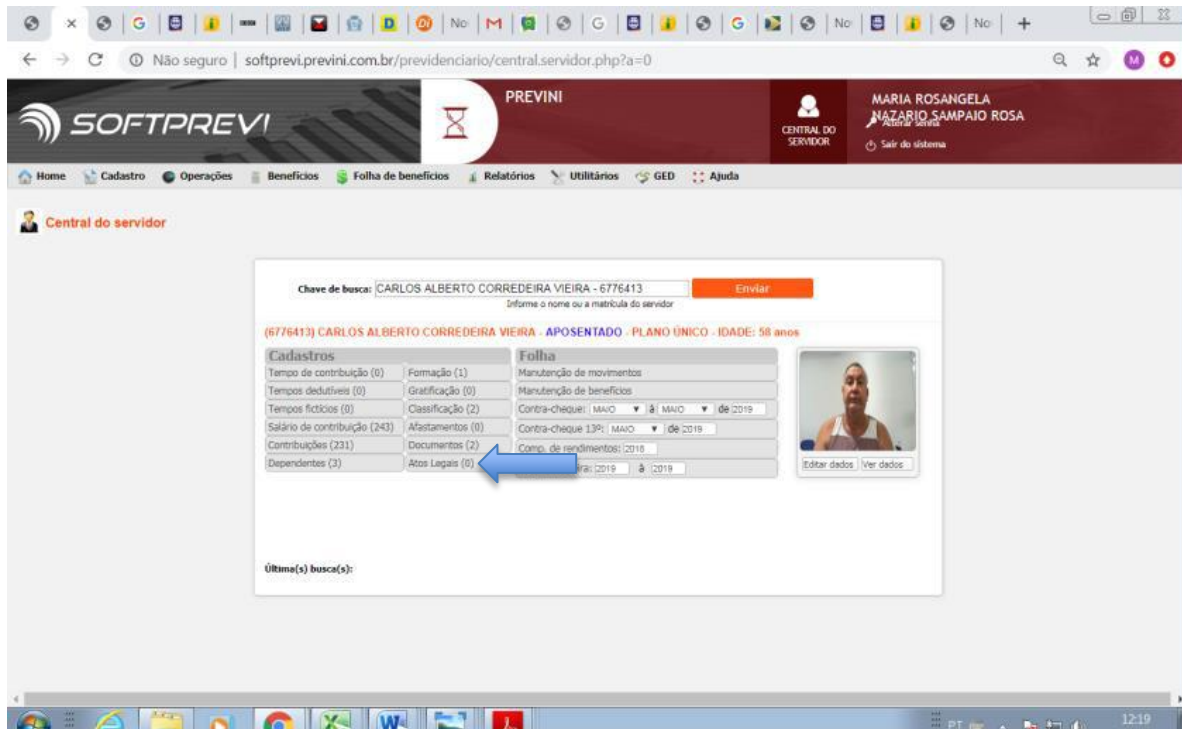 No
No
No
Não seguro | softprevi.previni.com.br/previdenciario/central.servidor.php?a=0
M
SOFTPREVI
PREVINI
CENTRAL DO
SERVIDOR
MARIA ROSANGELA
NAZARIO SAMPAIO ROSA
Alterar senha
Sair do sistema
Home Cadastro Operações Benefícios Folha de benefícios Relatórios Utilitários GED Ajuda
Central do servidor
Chave de busca: CARLOS ALBERTO CORREDEIRA VIEIRA - 6776413 Enviar
Informe o nome ou a matrícula do servidor
(6776413) CARLOS ALBERTO CORREDEIRA VIEIRA - APOSENTADO - PLANO ÚNICO - IDADE: 58 anos
Cadastros Folha
Tempo de contribuição (0) Formação (1) Manutenção de movimentos
Tempos dedutíveis (0) Gratificação (0) Manutenção de benefícios
Tempos fictícios (0) Classificação (2) Contra-cheque: MAIO à MAIO de 2019
Salário de contribuição (243) Afastamentos (0) Contra-cheque 13º: MAIO de 2019
Contribuições (231) Documentos (2) Comp. de rendimentos: 2018
Dependentes (3) Atos Legais (0) 2019 à 2019
Editar dados Ver dados
Última(s) busca(s):
PT 12:19